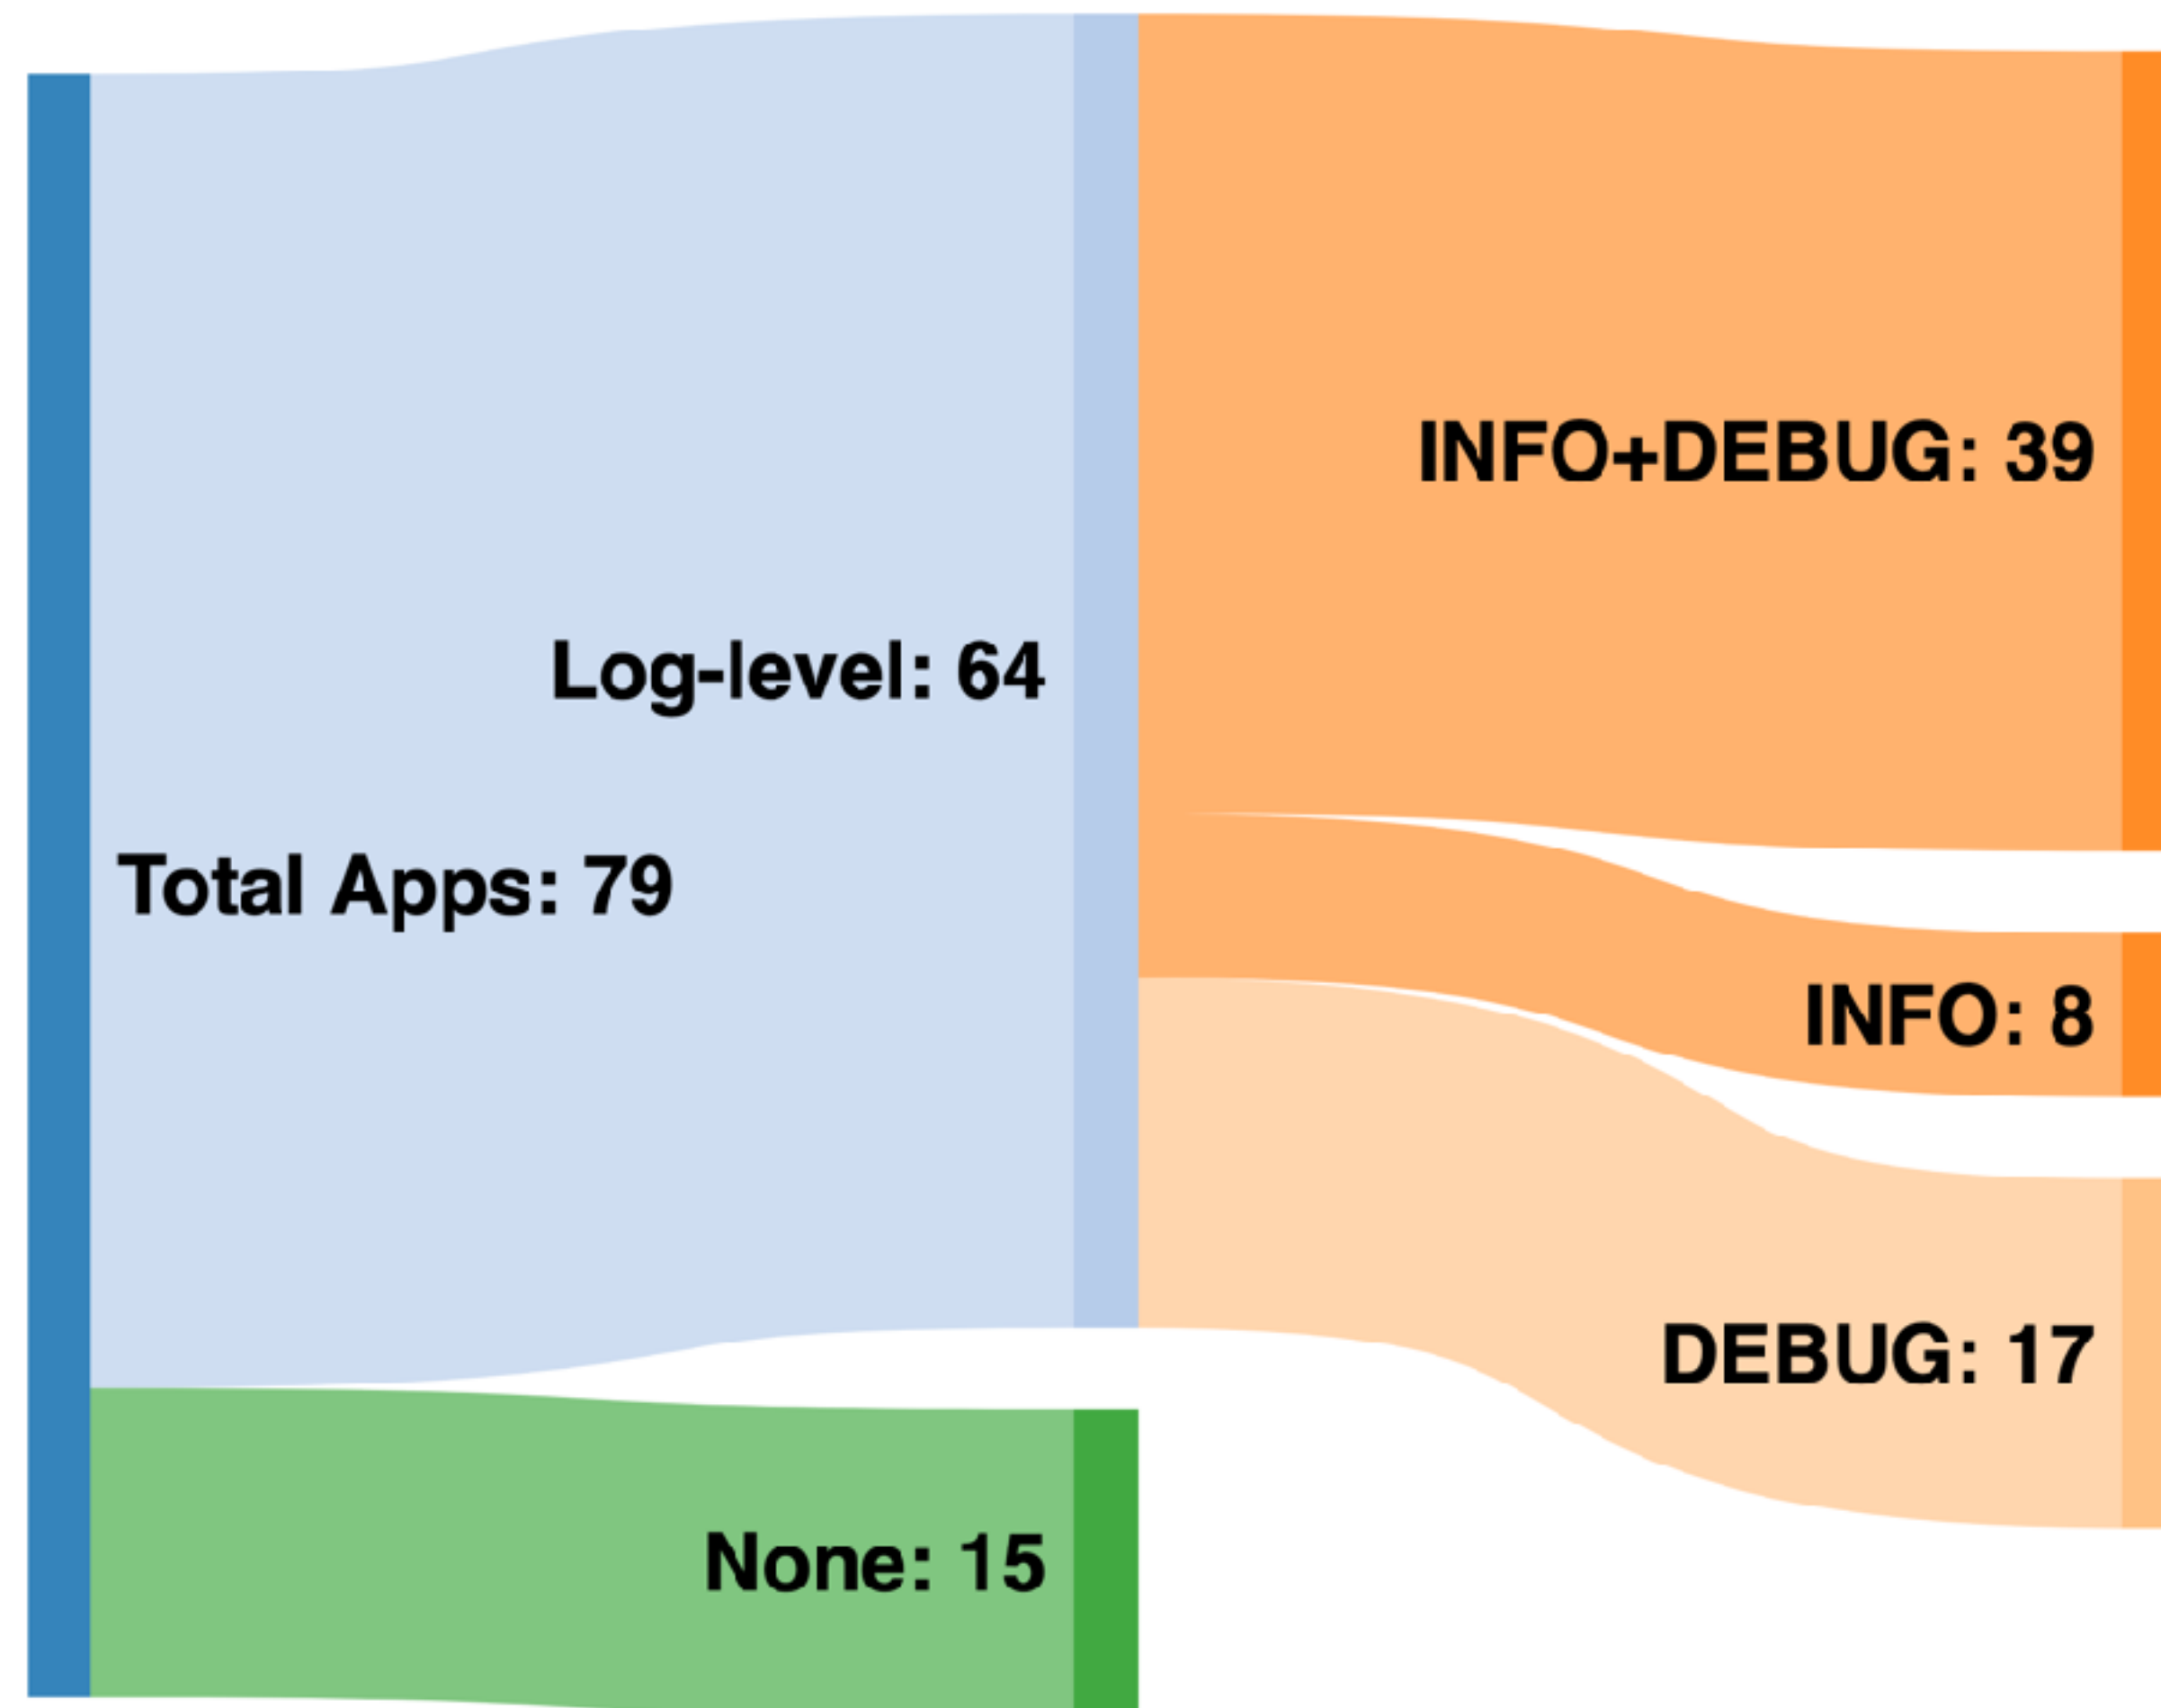 INFO+DEBUG: 39
Log-level: 64
Total Apps: 79
INFO: 8
DEBUG: 17
None: 15